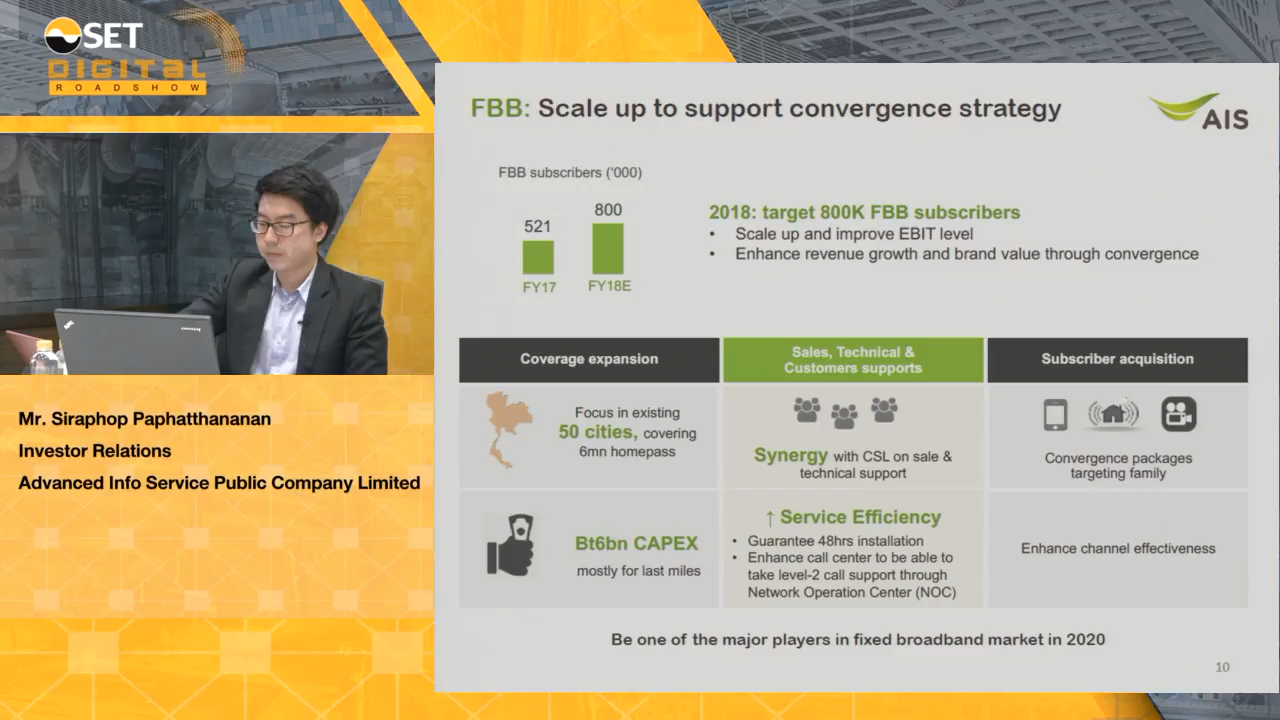 SET
DIGITAL
ROADSHOW
Mr. Siraphop Paphatthananan
Investor Relations
Advanced Info Service Public Company Limited
FBB: Scale up to support convergence strategy
AIS
FBB subscribers ('000)
521
800
FY17
FY18E
2018: target 800K FBB subscribers
• Scale up and improve EBIT level
• Enhance revenue growth and brand value through convergence
Coverage expansion
Focus in existing
50 cities, covering
6mn homepass
Bt6bn CAPEX
mostly for last miles
Sales, Technical &
Customers supports
Synergy with CSL on sale &
technical support
↑ Service Efficiency
• Guarantee 48hrs installation
• Enhance call center to be able to
take level-2 call support through
Network Operation Center (NOC)
Subscriber acquisition
Convergence packages
targeting family
Enhance channel effectiveness
Be one of the major players in fixed broadband market in 2020
10